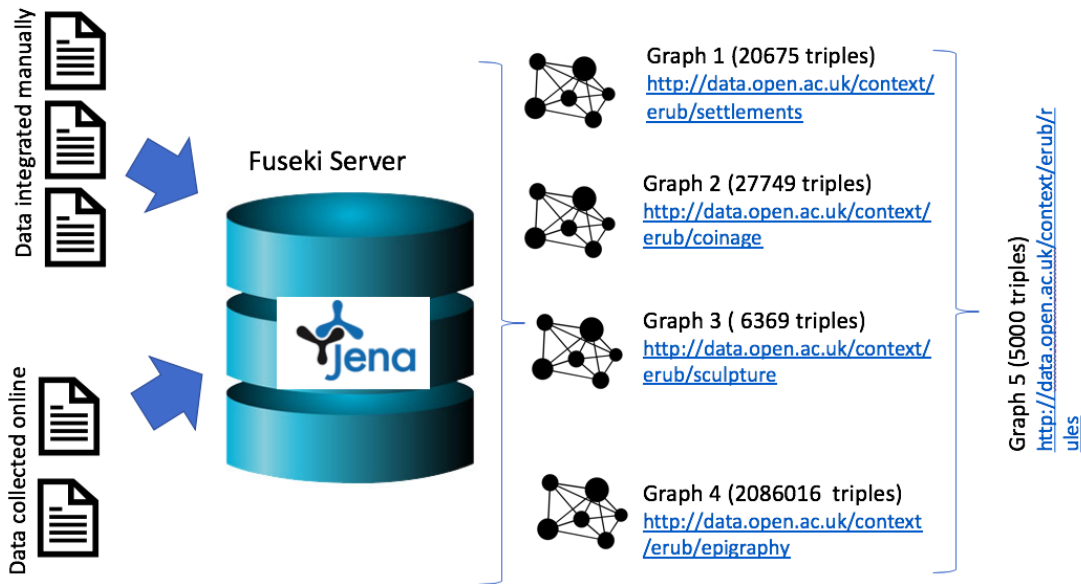 Data integrated manually
Data collected online
Fuseki Server
Jena
Graph 1 (20675 triples)
http://data.open.ac.uk/context/
erub/settlements
Graph 2 (27749 triples)
http://data.open.ac.uk/context/
erub/coinage
Graph 3 ( 6369 triples)
http://data.open.ac.uk/context/
erub/sculpture
Graph 4 (2086016  triples)
http://data.open.ac.uk/context
/erub/epigraphy
Graph 5 (5000 triples)
http://data.open.ac.uk/context/erub/r
ules